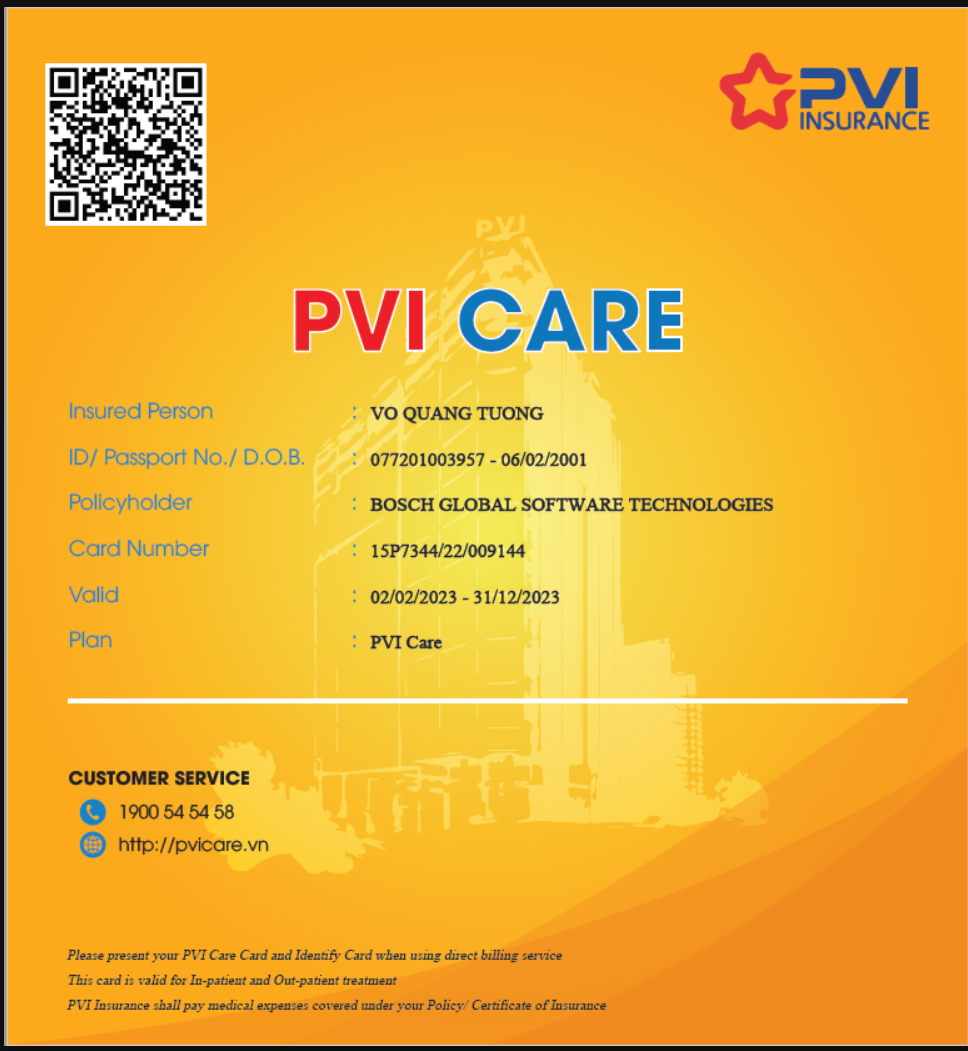 PVI
INSURANCE
PVI
PVI CARE
Insured Person : VO QUANG TUONG
ID/ Passport No./ D.O.B. : 077201003957 - 06/02/2001
Policyholder : BOSCH GLOBAL SOFTWARE TECHNOLOGIES
Card Number : 15P7344/22/009144
Valid : 02/02/2023 - 31/12/2023
Plan : PVI Care
CUSTOMER SERVICE
1900 54 54 58
http://pvicare.vn
Please present your PVI Care Card and Identify Card when using direct billing service
This card is valid for In-patient and Out-patient treatment
PVI Insurance shall pay medical expenses covered under your Policy/ Certificate of Insurance